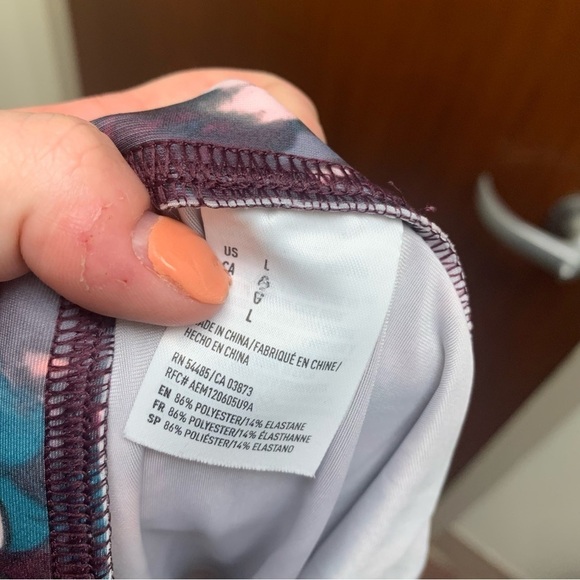 US L
CA G
L
MADE IN CHINA/FABRIQUÉ EN CHINE/
HECHO EN CHINA
RN 54485/CA 03873
RFC# AEM120605U9A
EN 86% POLYESTER/14% ELASTANE
FR 86% POLYESTER/14% ÉLASTHANNE
SP 86% POLIÉSTER/14% ELASTANO